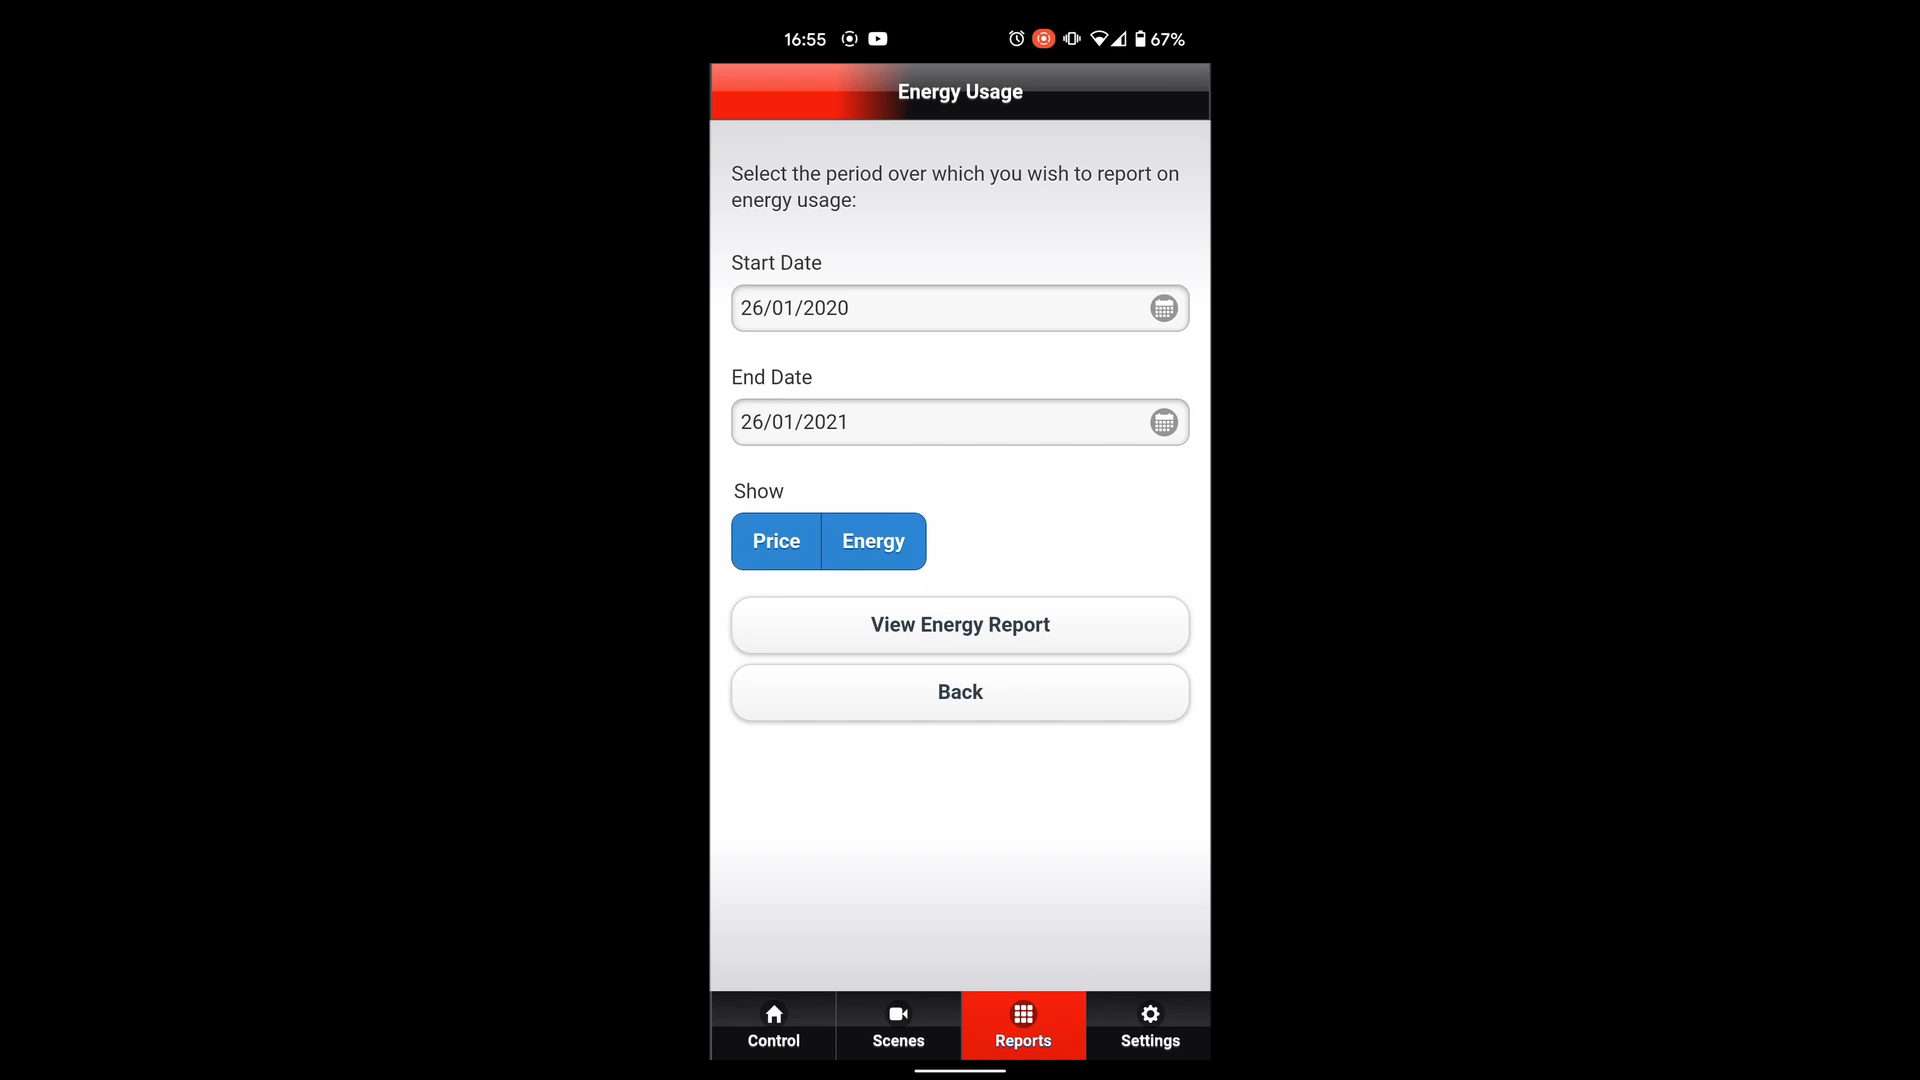 16:55
67%
Energy Usage
Select the period over which you wish to report on
energy usage:
Start Date
26/01/2020
End Date
26/01/2021
Show
Price Energy
View Energy Report
Back
Control Scenes Reports Settings